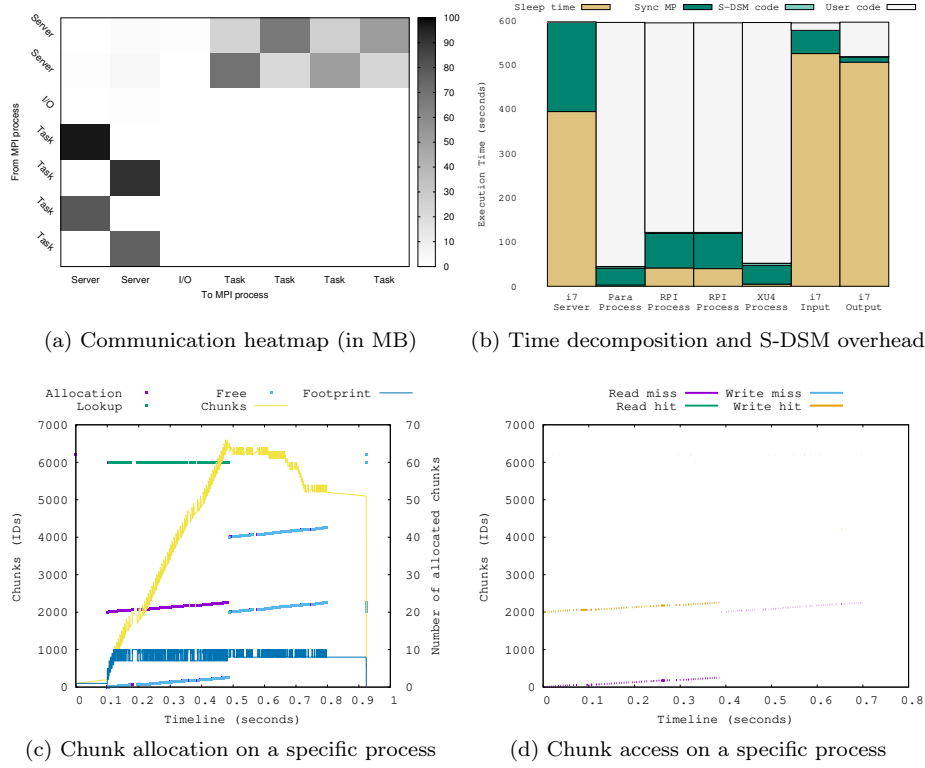 Server
Server
I/O
Task
Task
Task
Task
From MPI process
Server Server I/O Task Task Task Task
To MPI process
100
90
80
70
60
50
40
30
20
10
0
(a) Communication heatmap (in MB)
Sleep time Sync MP S-DSM code User code
600
500
400
300
200
100
0
Execution Time (seconds)
i7 Para RPI RPI XU4 i7 i7
Server Process Process Process Process Input Output
(b) Time decomposition and S-DSM overhead
Allocation Free Footprint
Lookup Chunks
7000
6000
5000
4000
3000
2000
1000
0
Chunks (IDs)
70
60
50
40
30
20
10
0
Number of allocated chunks
0 0.1 0.2 0.3 0.4 0.5 0.6 0.7 0.8 0.9 1
Timeline (seconds)
(c) Chunk allocation on a specific process
Read miss Write miss
Read hit Write hit
7000
6000
5000
4000
3000
2000
1000
0
Chunks (IDs)
0 0.1 0.2 0.3 0.4 0.5 0.6 0.7 0.8
Timeline (seconds)
(d) Chunk access on a specific process